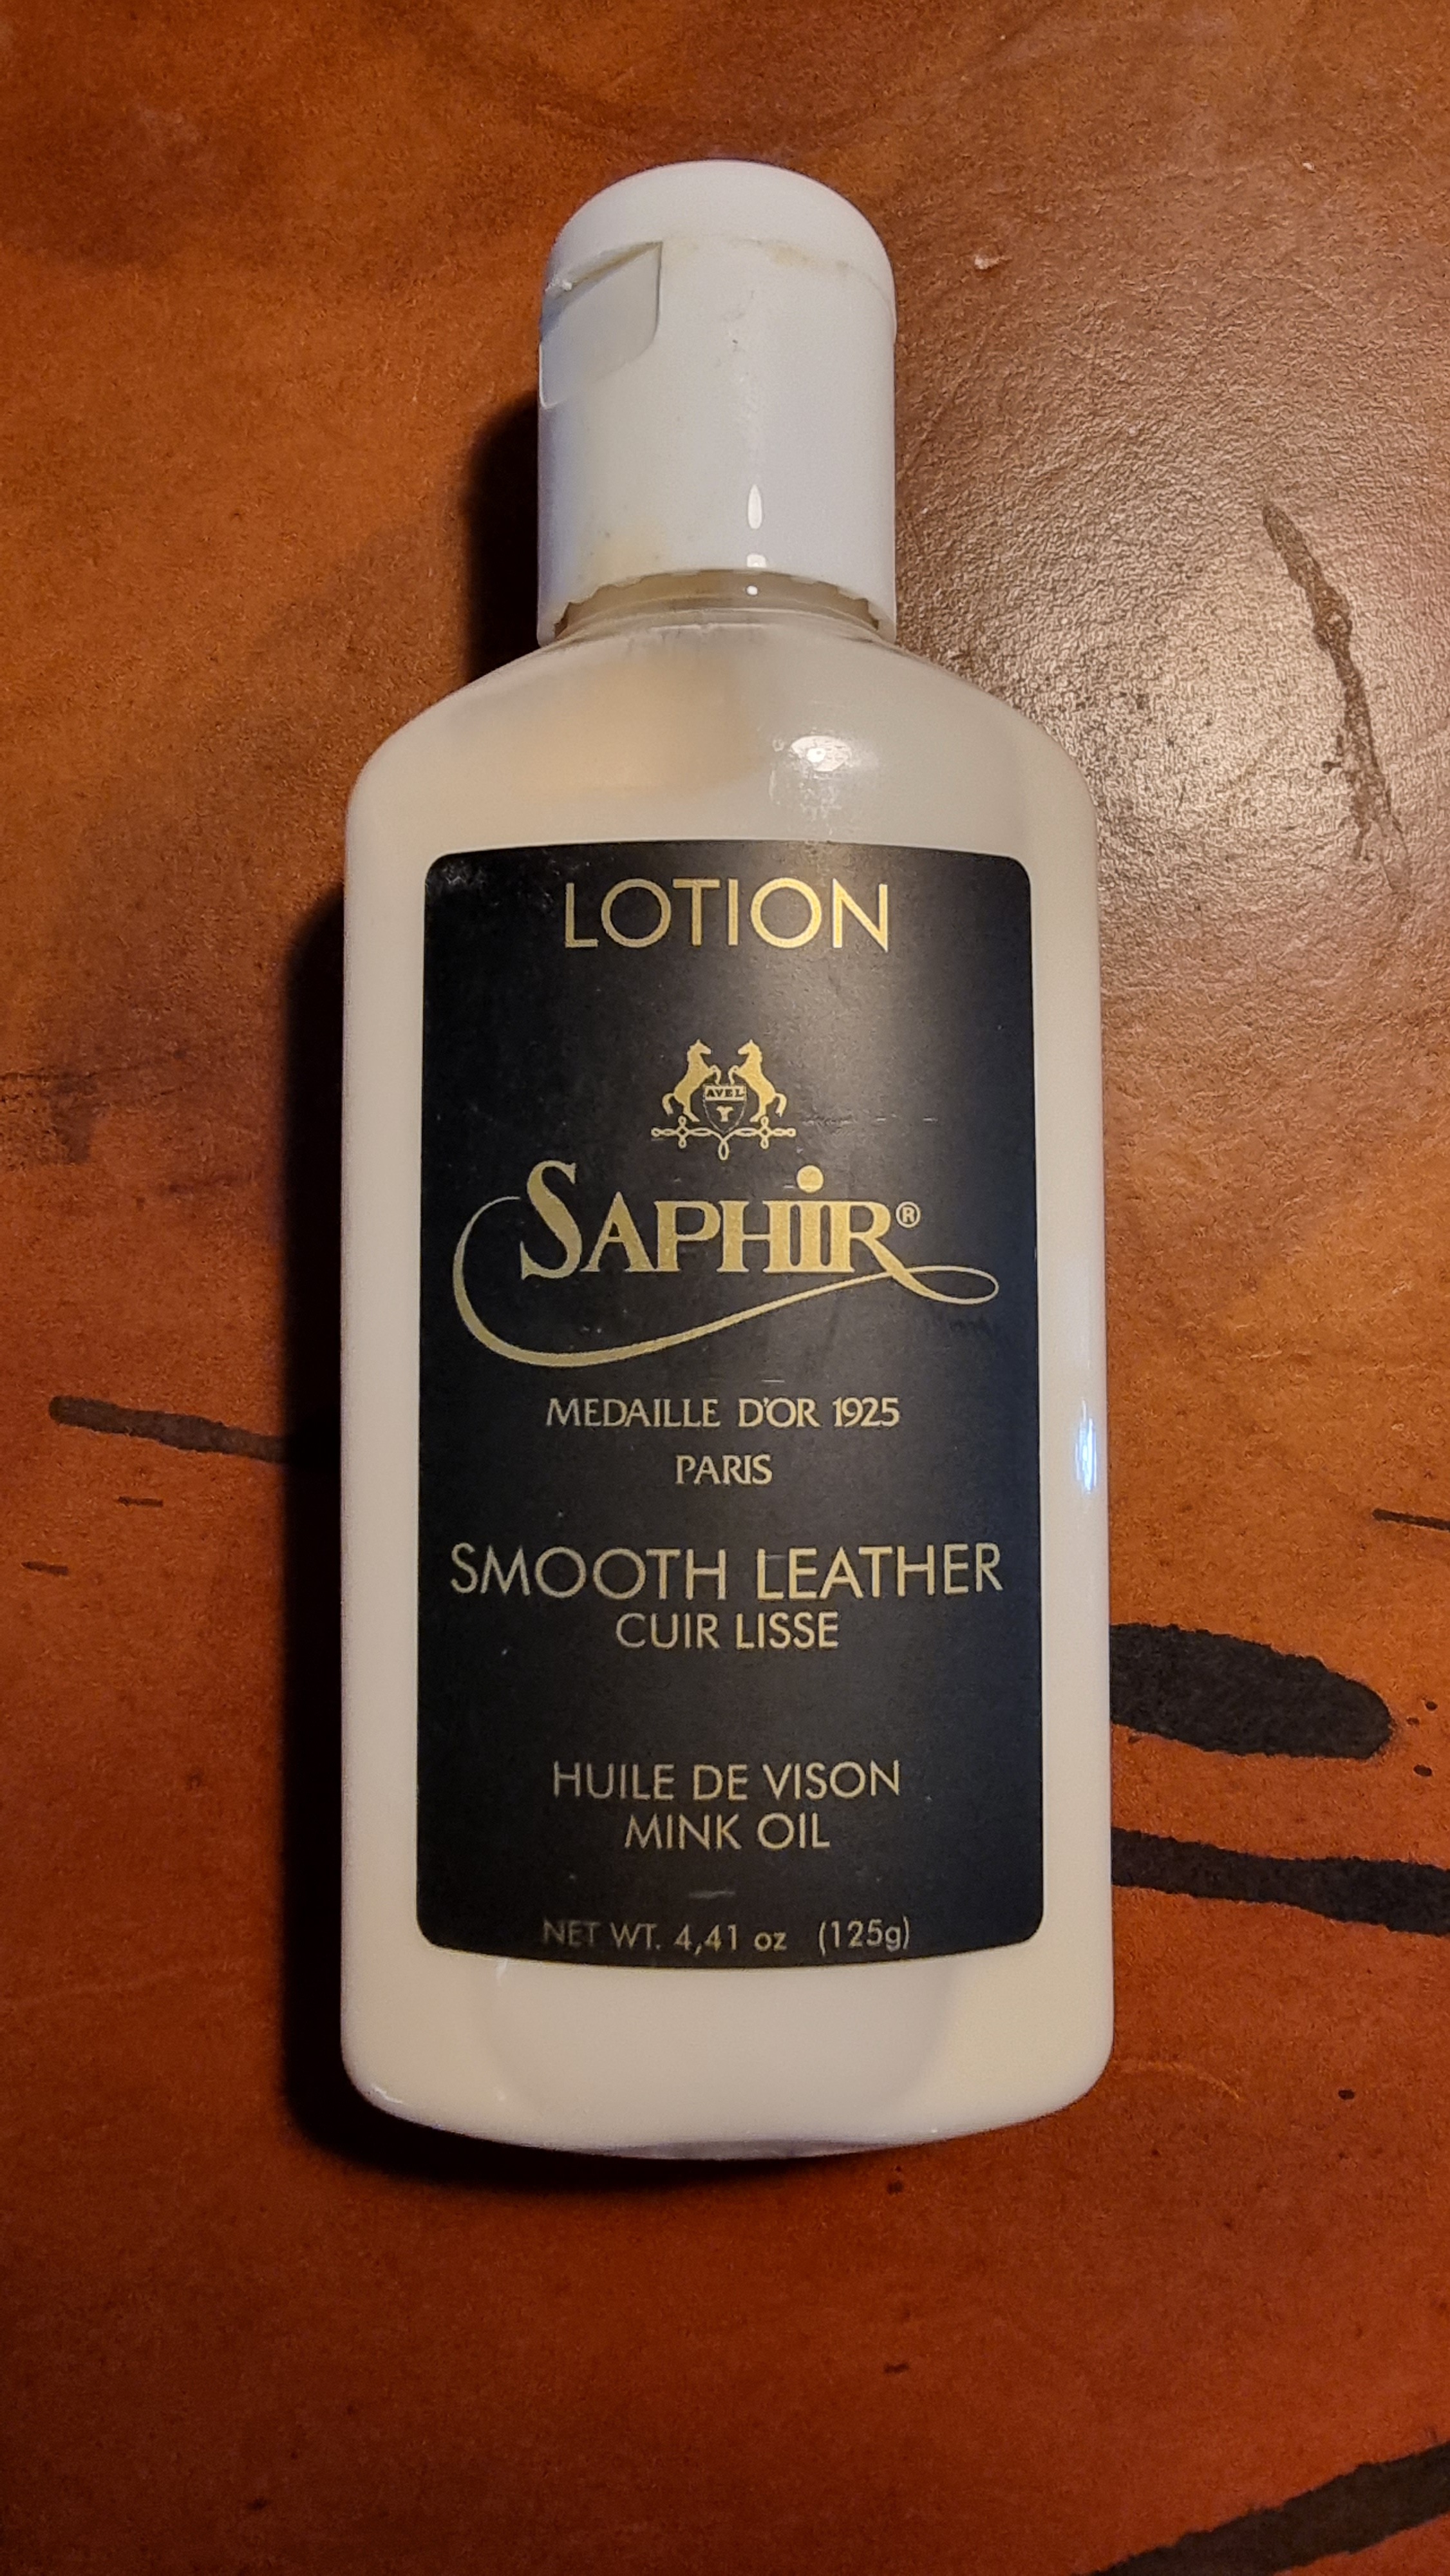 LOTION
AVEL
SAPHIR®
MEDAILLE D'OR 1925
PARIS
SMOOTH LEATHER
CUIR LISSE
HUILE DE VISON
MINK OIL
NET WT. 4,41 oz (125g)